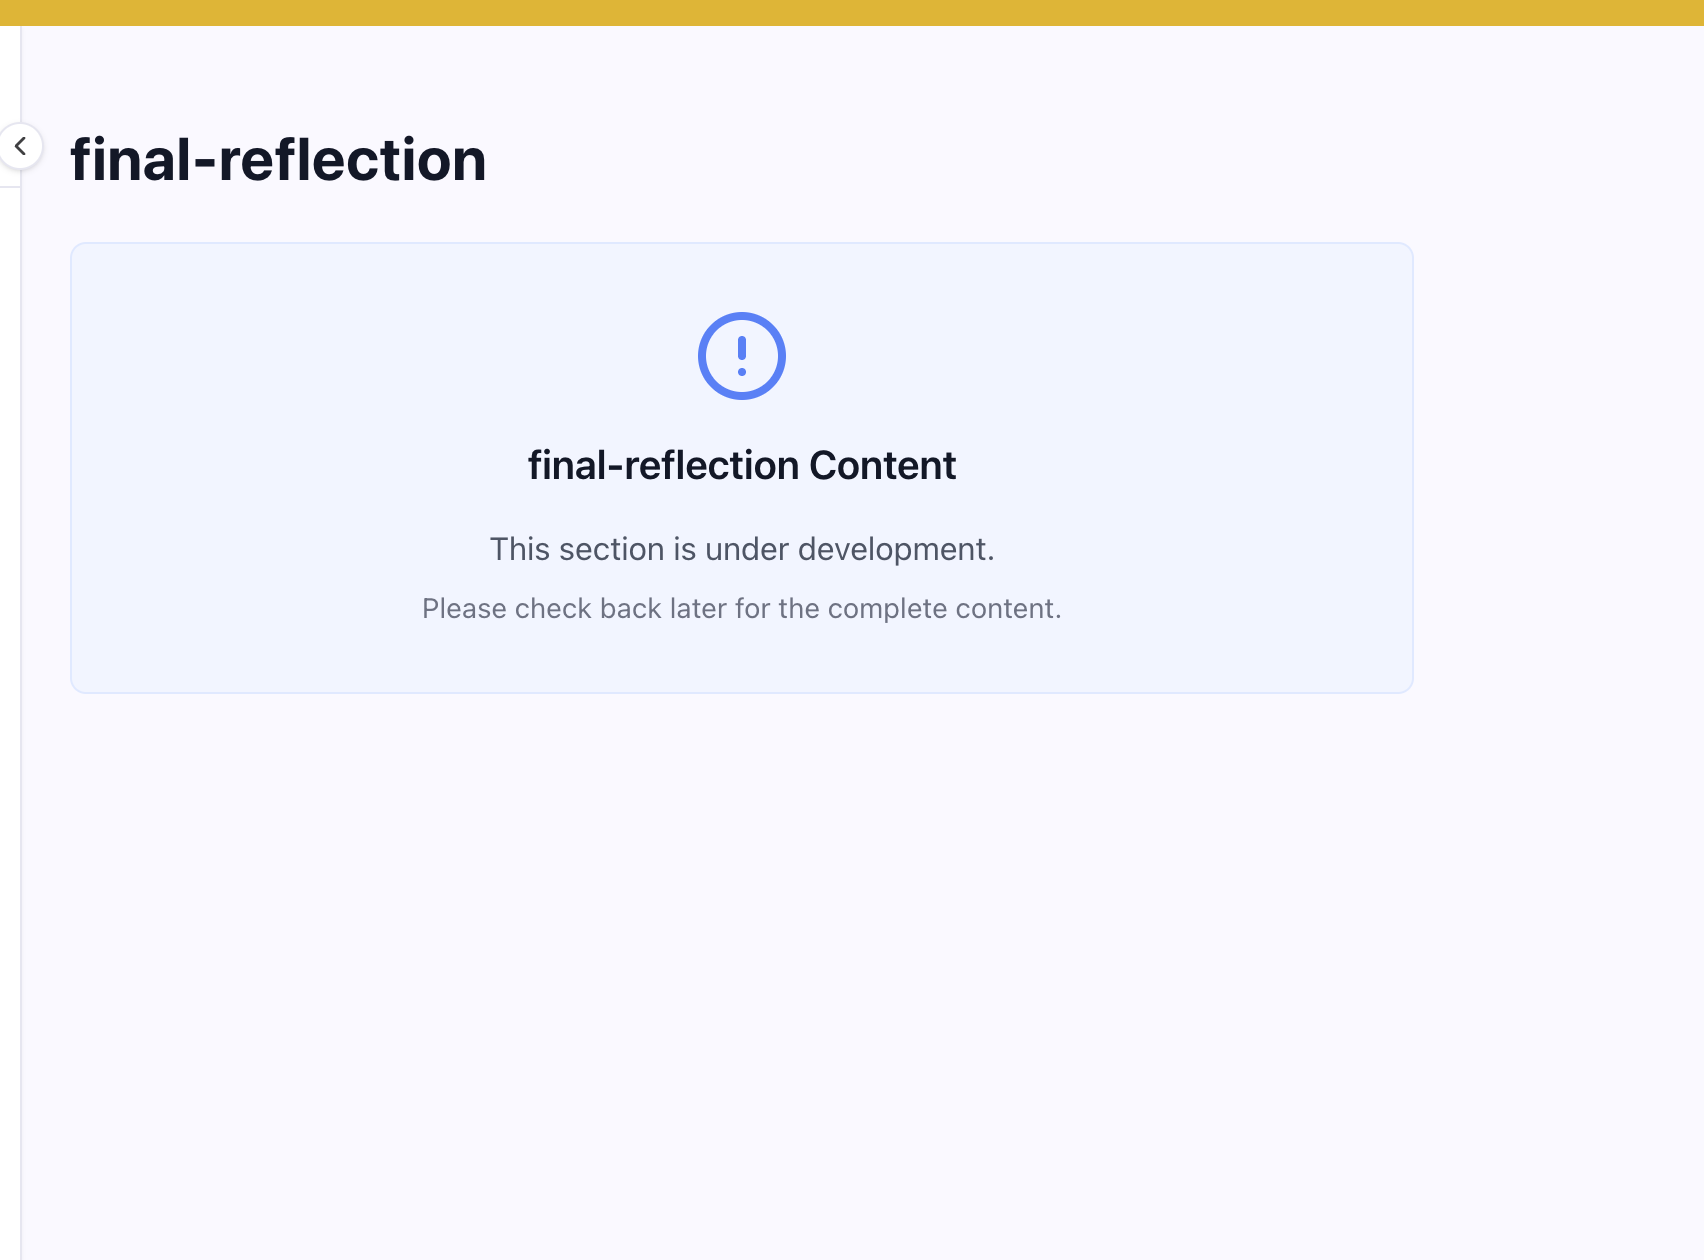 final-reflection
final-reflection Content
This section is under development.
Please check back later for the complete content.